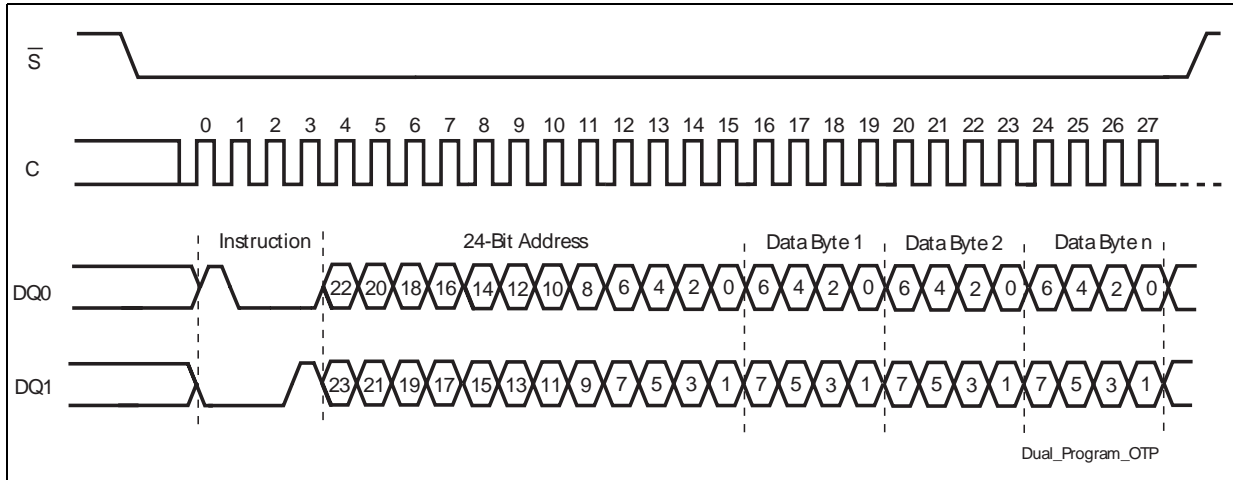 S
0 1 2 3 4 5 6 7 8 9 10 11 12 13 14 15 16 17 18 19 20 21 22 23 24 25 26 27
C
Instruction 24-Bit Address Data Byte 1 Data Byte 2 Data Byte n
DQ0 22 20 18 16 14 12 10 8 6 4 2 0 6 4 2 0 6 4 2 0 6 4 2 0
DQ1 23 21 19 17 15 13 11 9 7 5 3 1 7 5 3 1 7 5 3 1 7 5 3 1
Dual_Program_OTP